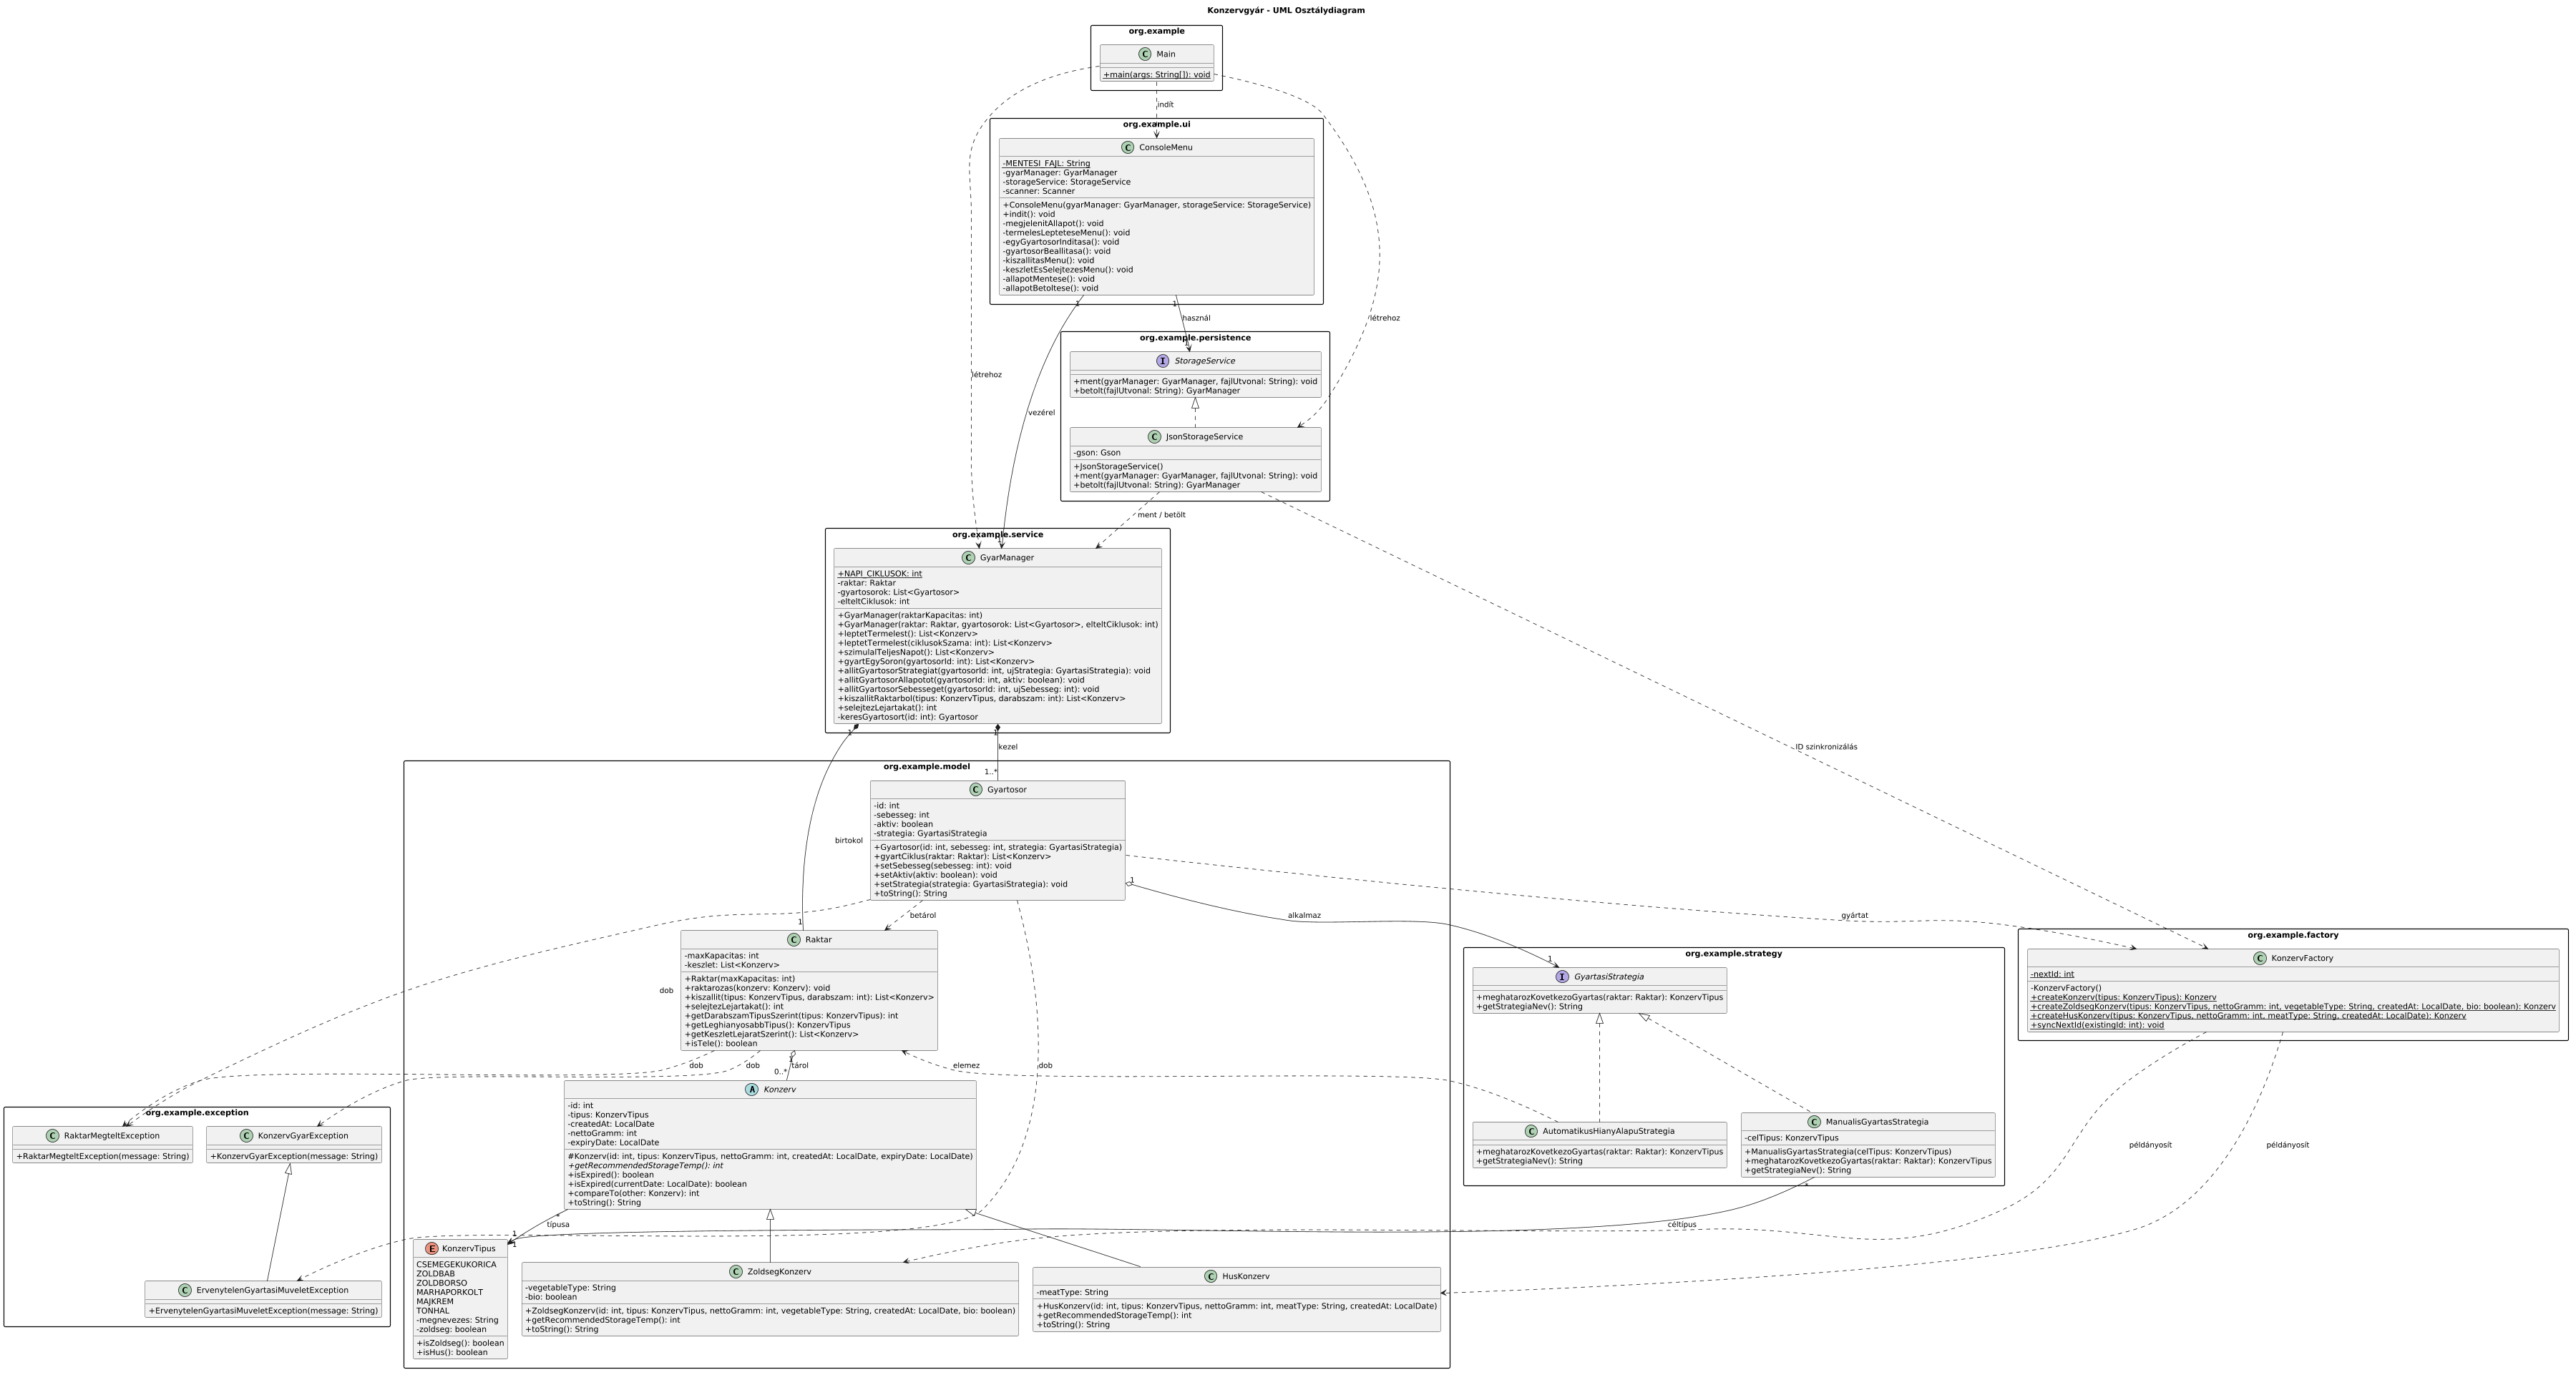 Konzervgyár - UML Osztálydiagram
org.example
C Main
+main(args: String[]): void
indít
org.example.ui
C ConsoleMenu
-MENTESI_FAJL: String
-gyarManager: GyarManager
-storageService: StorageService
-scanner: Scanner
+ConsoleMenu(gyarManager: GyarManager, storageService: StorageService)
+indit(): void
-megjelenitAllapot(): void
-termelesLepteteseMenu(): void
-egyGyartosorInditasa(): void
-gyartosorBeallitasa(): void
-kiszallitasMenu(): void
-keszletEsSelejtezesMenu(): void
-allapotMentese(): void
-allapotBetoltese(): void
1
1
használ
létrehoz
1
org.example.persistence
I StorageService
+ment(gyarManager: GyarManager, fajlUtvonal: String): void
+betolt(fajlUtvonal: String): GyarManager
létrehoz
vezérel
C JsonStorageService
-gson: Gson
+JsonStorageService()
+ment(gyarManager: GyarManager, fajlUtvonal: String): void
+betolt(fajlUtvonal: String): GyarManager
ment / betölt
1
org.example.service
C GyarManager
+NAPI_CIKLUSOK: int
-raktar: Raktar
-gyartosorok: List<Gyartosor>
-elteltCiklusok: int
+GyarManager(raktarKapacitas: int)
+GyarManager(raktar: Raktar, gyartosorok: List<Gyartosor>, elteltCiklusok: int)
+leptetTermelest(): List<Konzerv>
+leptetTermelest(ciklusokSzama: int): List<Konzerv>
+szimulalTeljesNapot(): List<Konzerv>
+gyartEgySoron(gyartosorId: int): List<Konzerv>
+allitGyartosorStrategiat(gyartosorId: int, ujStrategia: GyartasiStrategia): void
+allitGyartosorAllapotot(gyartosorId: int, aktiv: boolean): void
+allitGyartosorSebesseget(gyartosorId: int, ujSebesseg: int): void
+kiszallitRaktarbol(tipus: KonzervTipus, darabszam: int): List<Konzerv>
+selejtezLejartakat(): int
-keresGyartosort(id: int): Gyartosor
1
1
kezel
ID szinkronizálás
1..*
org.example.model
C Gyartosor
-id: int
-sebesseg: int
-aktiv: boolean
-strategia: GyartasiStrategia
+Gyartosor(id: int, sebesseg: int, strategia: GyartasiStrategia)
+gyartCiklus(raktar: Raktar): List<Konzerv>
+setSebesseg(sebesseg: int): void
+setAktiv(aktiv: boolean): void
+setStrategia(strategia: GyartasiStrategia): void
+toString(): String
birtokol
1
betárol
alkalmaz
gyártat
1
1
dob
C Raktar
-maxKapacitas: int
-keszlet: List<Konzerv>
+Raktar(maxKapacitas: int)
+raktarozas(konzerv: Konzerv): void
+kiszallit(tipus: KonzervTipus, darabszam: int): List<Konzerv>
+selejtezLejartakat(): int
+getDarabszamTipusSzerint(tipus: KonzervTipus): int
+getLeghianyosabbTipus(): KonzervTipus
+getKeszletLejaratSzerint(): List<Konzerv>
+isTele(): boolean
org.example.strategy
I GyartasiStrategia
+meghatarozKovetkezoGyartas(raktar: Raktar): KonzervTipus
+getStrategiaNev(): String
org.example.factory
C KonzervFactory
-nextId: int
-KonzervFactory()
+createKonzerv(tipus: KonzervTipus): Konzerv
+createZoldsegKonzerv(tipus: KonzervTipus, nettoGramm: int, vegetableType: String, createdAt: LocalDate, bio: boolean): Konzerv
+createHusKonzerv(tipus: KonzervTipus, nettoGramm: int, meatType: String, createdAt: LocalDate): Konzerv
+syncNextId(existingId: int): void
dob
dob
1
tárol
0..*
elemez
dob
org.example.exception
C RaktarMegteltException
+RaktarMegteltException(message: String)
C KonzervGyarException
+KonzervGyarException(message: String)
A Konzerv
-id: int
-tipus: KonzervTipus
-createdAt: LocalDate
-nettoGramm: int
-expiryDate: LocalDate
#Konzerv(id: int, tipus: KonzervTipus, nettoGramm: int, createdAt: LocalDate, expiryDate: LocalDate)
+getRecommendedStorageTemp(): int
+isExpired(): boolean
+isExpired(currentDate: LocalDate): boolean
+compareTo(other: Konzerv): int
+toString(): String
C AutomatikusHianyAlapuStrategia
+meghatarozKovetkezoGyartas(raktar: Raktar): KonzervTipus
+getStrategiaNev(): String
C ManualisGyartasStrategia
-celTipus: KonzervTipus
+ManualisGyartasStrategia(celTipus: KonzervTipus)
+meghatarozKovetkezoGyartas(raktar: Raktar): KonzervTipus
+getStrategiaNev(): String
példányosít
példányosít
*
*
típusa
céltípus
1
1
C ErvenytelenGyartasiMuveletException
+ErvenytelenGyartasiMuveletException(message: String)
E KonzervTipus
CSEMEGEKUKORICA
ZOLDBAB
ZOLDBORSO
MARHAPORKOLT
MAJKREM
TONHAL
-megnevezes: String
-zoldseg: boolean
+isZoldseg(): boolean
+isHus(): boolean
C ZoldsegKonzerv
-vegetableType: String
-bio: boolean
+ZoldsegKonzerv(id: int, tipus: KonzervTipus, nettoGramm: int, vegetableType: String, createdAt: LocalDate, bio: boolean)
+getRecommendedStorageTemp(): int
+toString(): String
C HusKonzerv
-meatType: String
+HusKonzerv(id: int, tipus: KonzervTipus, nettoGramm: int, meatType: String, createdAt: LocalDate)
+getRecommendedStorageTemp(): int
+toString(): String